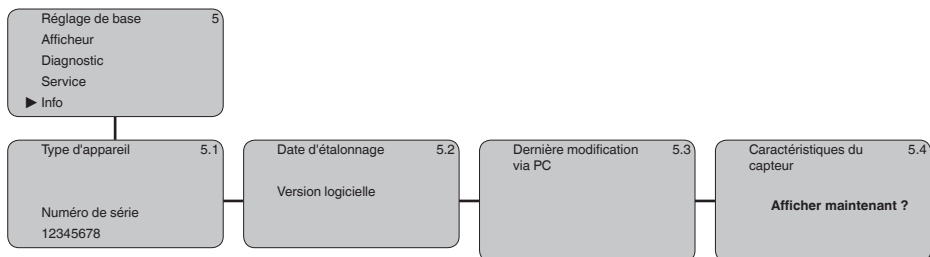 Réglage de base 5
Afficheur
Diagnostic
Service
▶ Info
Type d'appareil 5.1
Numéro de série
12345678
Date d'étalonnage 5.2
Version logicielle
Dernière modification 5.3
via PC
Caractéristiques du 5.4
capteur
Afficher maintenant ?